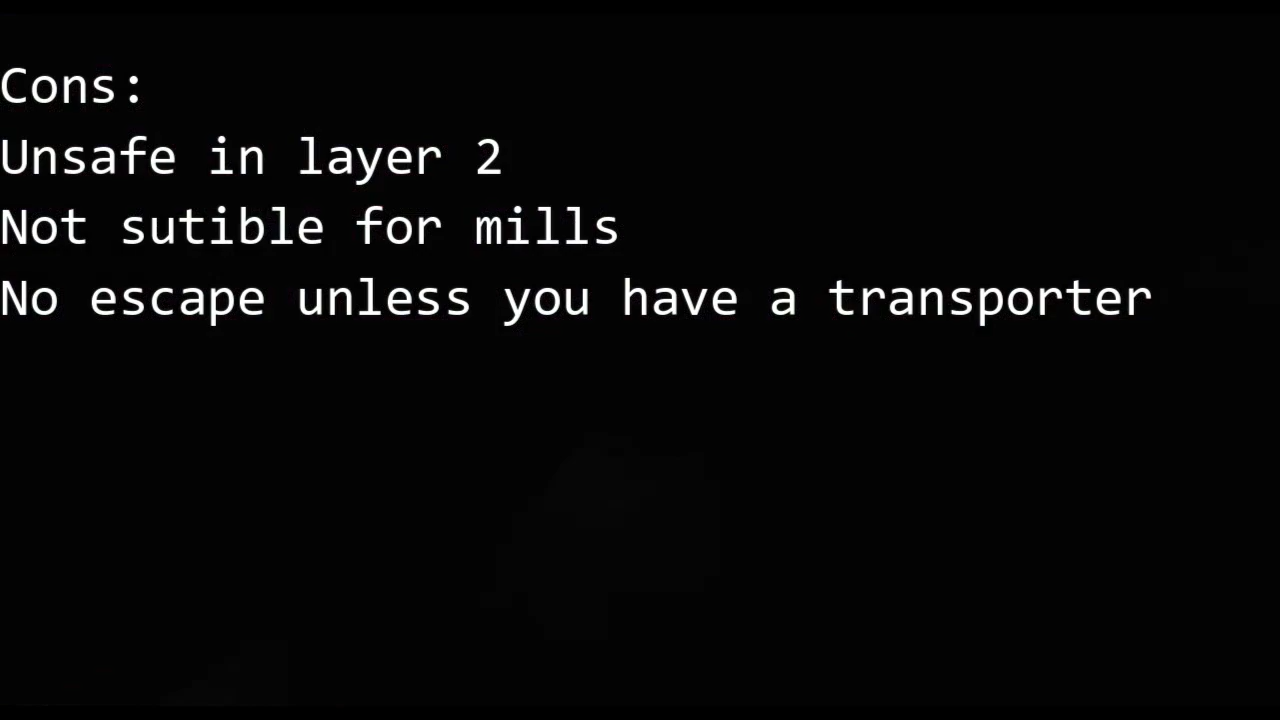 Cons:
Unsafe in layer 2
Not sutible for mills
No escape unless you have a transporter